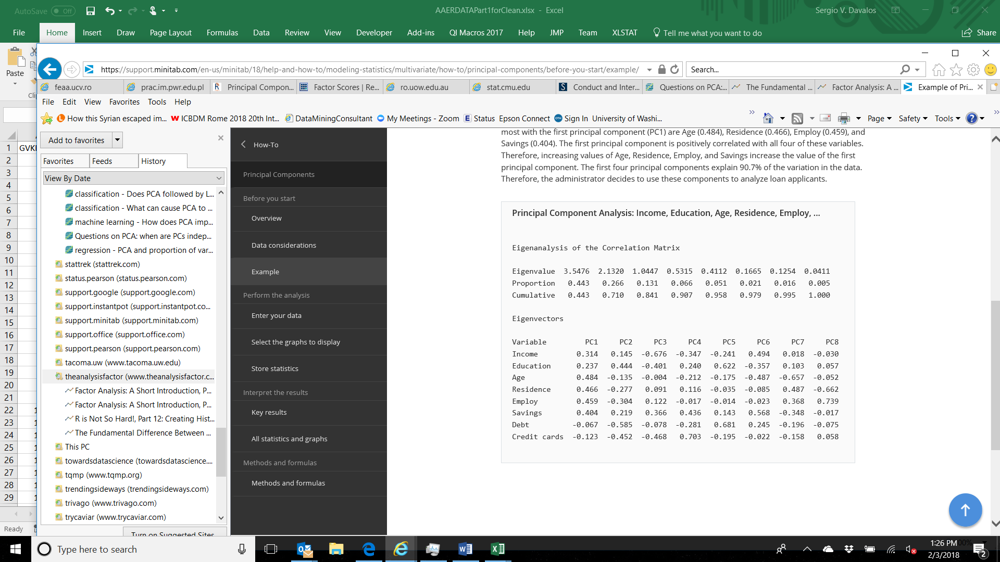 AutoSave Off
AAERDATAPart1forClean.xlsx - Excel
Sergio V. Davalos
File Home Insert Draw Page Layout Formulas Data Review View Developer Add-ins QI Macros 2017 Help JMP Team XLSTAT Tell me what you want to do Share
Paste
https://support.minitab.com/en-us/minitab/18/help-and-how-to/modeling-statistics/multivariate/how-to/principal-components/before-you-start/example/
Search...
feaa.ucv.ro prac.im.pwr.edu.pl Principal Compon... Factor Scores | Re... ro.uow.edu.au stat.cmu.edu Conduct and Inter... Questions on PCA:... The Fundamental ... Factor Analysis: A ... Example of Pri...
File Edit View Favorites Tools Help
How this Syrian escaped im... ICBDM Rome 2018 20th Int... DataMiningConsultant My Meetings - Zoom Status Epson Connect Sign In University of Washi...
Page Safety Tools
Add to favorites
Favorites Feeds History
View By Date
classification - Does PCA followed by L...
classification - What can cause PCA to ...
machine learning - How does PCA imp...
Questions on PCA: when are PCs indep...
regression - PCA and proportion of var...
stattrek (stattrek.com)
status.pearson (status.pearson.com)
support.google (support.google.com)
support.instantpot (support.instantpot.co...
support.minitab (support.minitab.com)
support.office (support.office.com)
support.pearson (support.pearson.com)
tacoma.uw (www.tacoma.uw.edu)
theanalysisfactor (www.theanalysisfactor.c...
Factor Analysis: A Short Introduction, P...
Factor Analysis: A Short Introduction, P...
R is Not So Hard!, Part 12: Creating Hist...
The Fundamental Difference Between ...
This PC
towardsdatascience (towardsdatascience....
tqmp (www.tqmp.org)
trendingsideways (trendingsideways.com)
trivago (www.trivago.com)
trycaviar (www.trycaviar.com)
Turn on Suggested Sites
How-To
Principal Components
Before you start
Overview
Data considerations
Example
Perform the analysis
Enter your data
Select the graphs to display
Store statistics
Interpret the results
Key results
All statistics and graphs
Methods and formulas
Methods and formulas
most with the first principal component (PC1) are Age (0.484), Residence (0.466), Employ (0.459), and
Savings (0.404). The first principal component is positively correlated with all four of these variables.
Therefore, increasing values of Age, Residence, Employ, and Savings increase the value of the first
principal component. The first four principal components explain 90.7% of the variation in the data.
Therefore, the administrator decides to use these components to analyze loan applicants.
Principal Component Analysis: Income, Education, Age, Residence, Employ, ...
Eigenanalysis of the Correlation Matrix
Eigenvalue 3.5476 2.1320 1.0447 0.5315 0.4112 0.1665 0.1254 0.0411
Proportion 0.443 0.266 0.131 0.066 0.051 0.021 0.016 0.005
Cumulative 0.443 0.710 0.841 0.907 0.958 0.979 0.995 1.000
Eigenvectors
Variable PC1 PC2 PC3 PC4 PC5 PC6 PC7 PC8
Income 0.314 0.145 -0.676 -0.347 -0.241 0.494 0.018 -0.030
Education 0.237 0.444 -0.401 0.240 0.622 -0.357 0.103 0.057
Age 0.484 -0.135 -0.004 -0.212 -0.175 -0.487 -0.657 -0.052
Residence 0.466 -0.277 0.091 0.116 -0.035 -0.085 0.487 -0.662
Employ 0.459 -0.304 0.122 -0.017 -0.014 -0.023 0.368 0.739
Savings 0.404 0.219 0.366 0.436 0.143 0.568 -0.348 -0.017
Debt -0.067 -0.585 -0.078 -0.281 0.681 0.245 -0.196 -0.075
Credit cards -0.123 -0.452 -0.468 0.703 -0.195 -0.022 -0.158 0.058
1
2
3
4
5
6
7
8
9
10
11
12
13
14
15
16
17
18
19
20
21
22
23
24
25
26
27
28
29
Ready
Type here to search
1:26 PM
2/3/2018
2